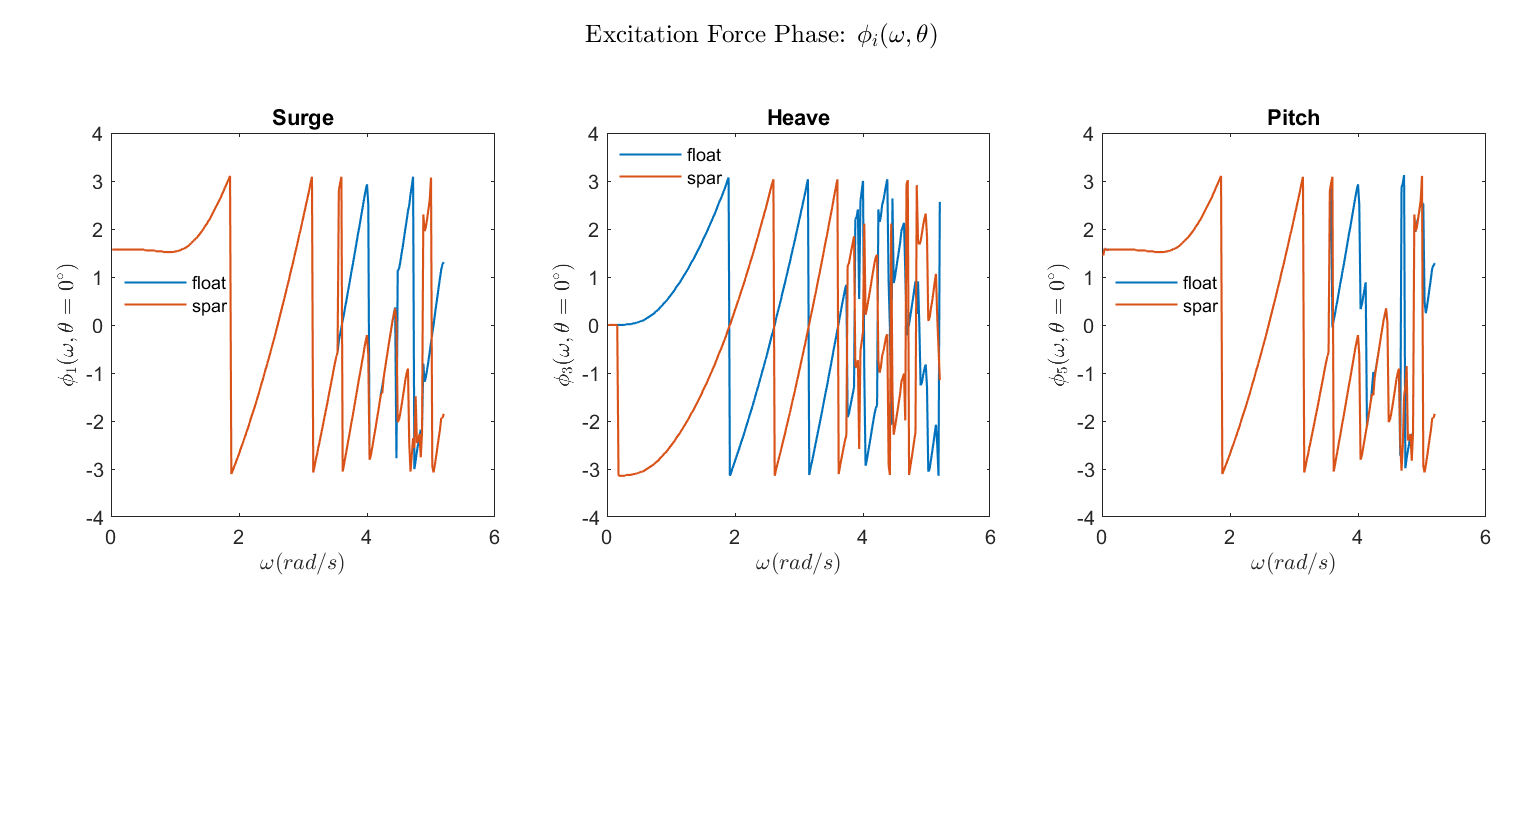 Excitation Force Phase: ϕᵢ(ω, θ)
Surge
4
3
2
1
0
-1
-2
-3
-4
0
2
4
6
float
spar
ϕ₁(ω, θ = 0°)
ω(rad/s)
Heave
4
3
2
1
0
-1
-2
-3
-4
0
2
4
6
float
spar
ϕ₃(ω, θ = 0°)
ω(rad/s)
Pitch
4
3
2
1
0
-1
-2
-3
-4
0
2
4
6
float
spar
ϕ₅(ω, θ = 0°)
ω(rad/s)